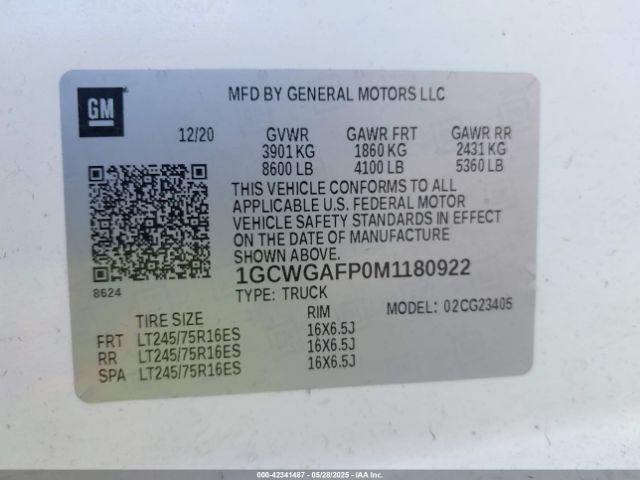 GM
MFD BY GENERAL MOTORS LLC
12/20 GVWR GAWR FRT GAWR RR
3901 KG 1860 KG 2431 KG
8600 LB 4100 LB 5360 LB
THIS VEHICLE CONFORMS TO ALL
APPLICABLE U.S. FEDERAL MOTOR
VEHICLE SAFETY STANDARDS IN EFFECT
ON THE DATE OF MANUFACTURE
SHOWN ABOVE.
8624
1GCWGAFP0M1180922
TYPE: TRUCK
MODEL: 02CG23405
TIRE SIZE RIM
FRT LT245/75R16ES 16X6.5J
RR LT245/75R16ES 16X6.5J
SPA LT245/75R16ES 16X6.5J
000-42341487 - 05/28/2025 - IAAI.COM